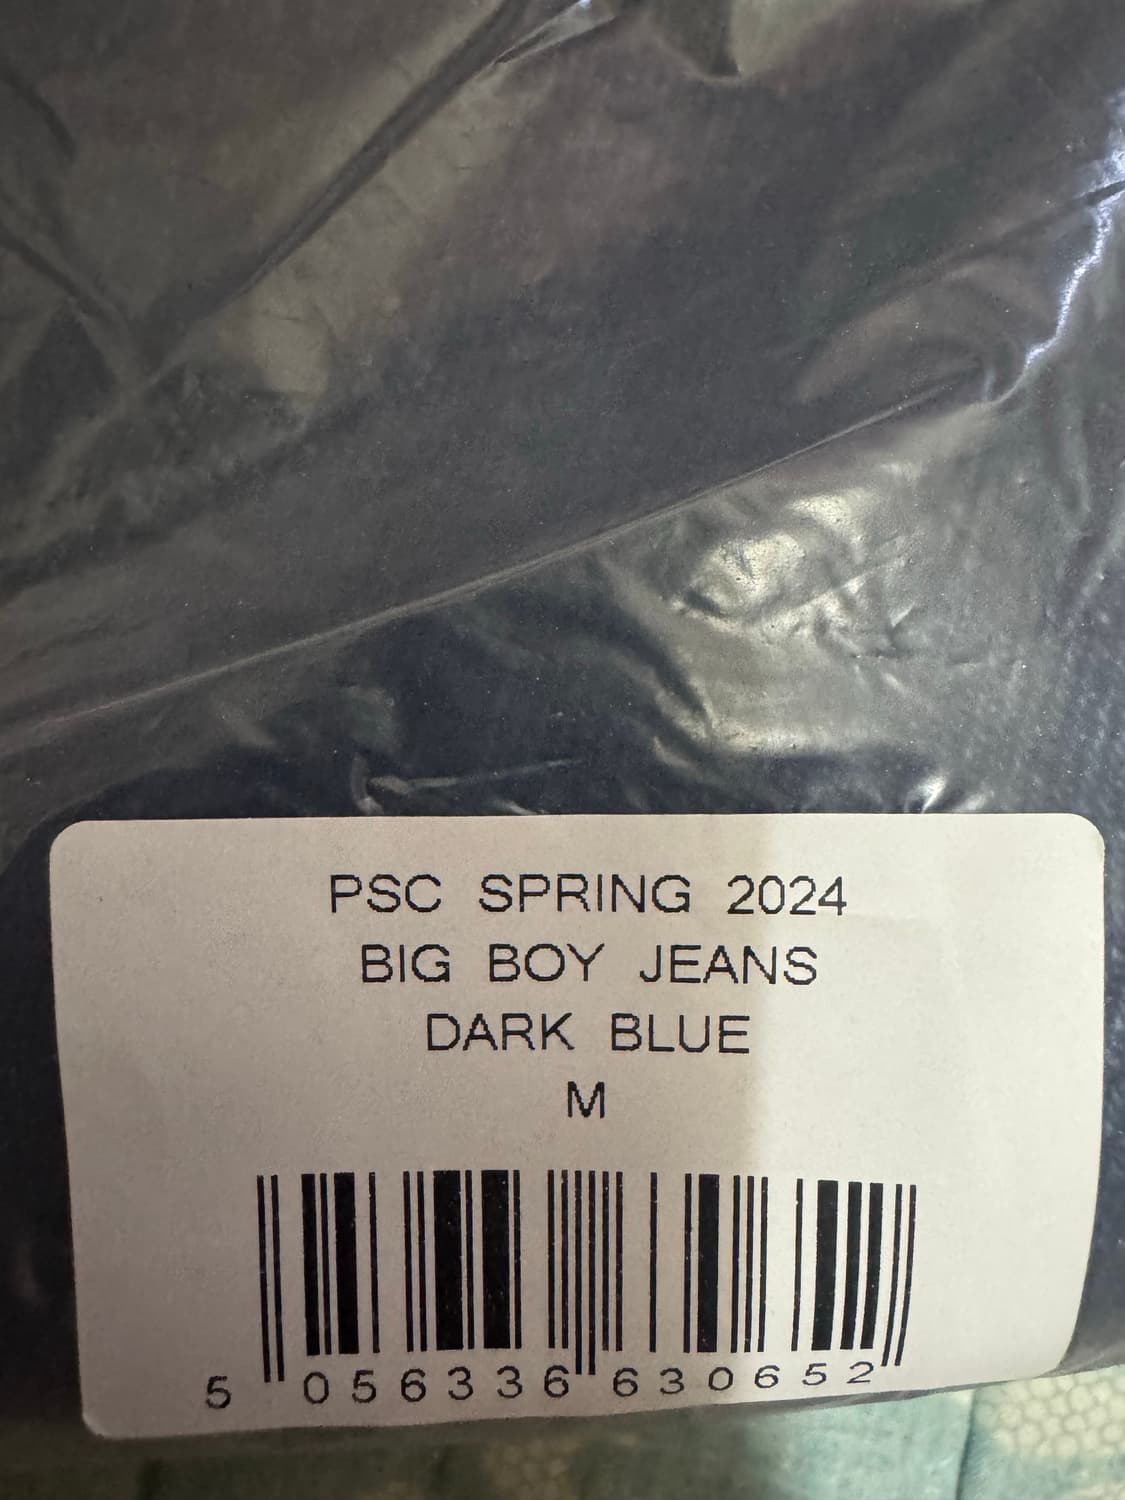 PSC SPRING 2024
BIG BOY JEANS
DARK BLUE
M
5 056336 630652